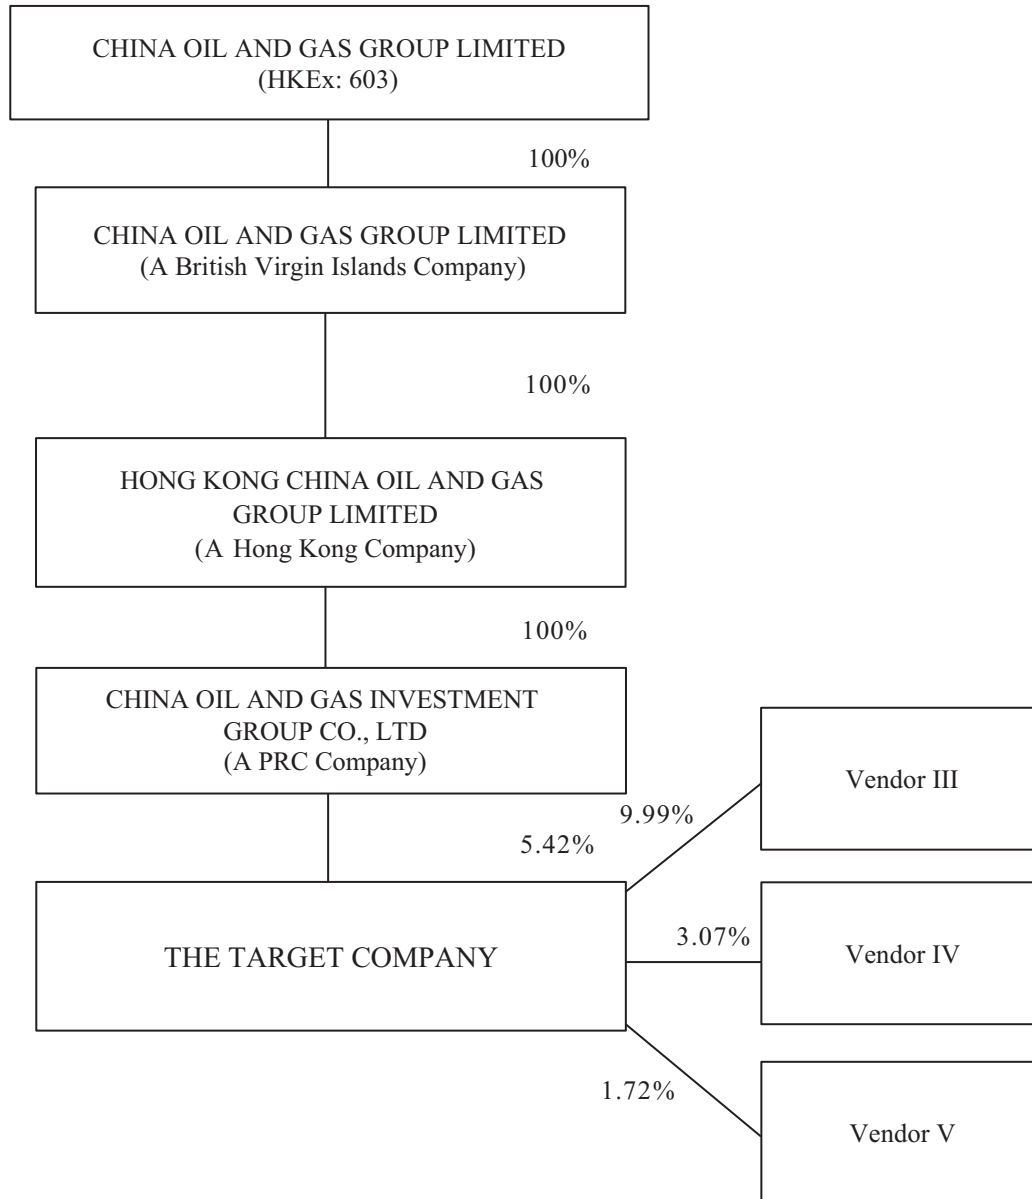 CHINA OIL AND GAS GROUP LIMITED
(HKEx: 603)
100%
CHINA OIL AND GAS GROUP LIMITED
(A British Virgin Islands Company)
100%
HONG KONG CHINA OIL AND GAS
GROUP LIMITED
(A Hong Kong Company)
100%
CHINA OIL AND GAS INVESTMENT
GROUP CO., LTD
(A PRC Company)
Vendor III
9.99%
5.42%
THE TARGET COMPANY
3.07%
Vendor IV
1.72%
Vendor V